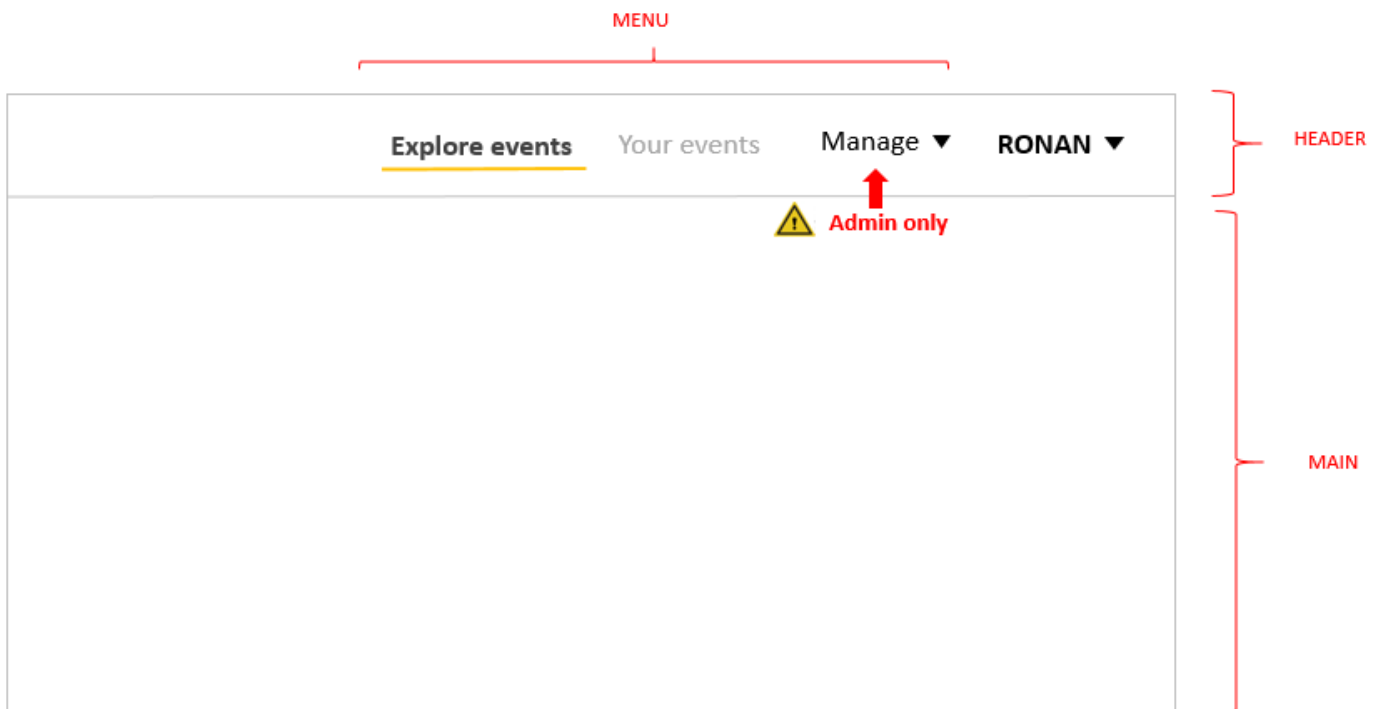 MENU
Explore events Your events Manage ▼ RONAN ▼
HEADER
Admin only
MAIN